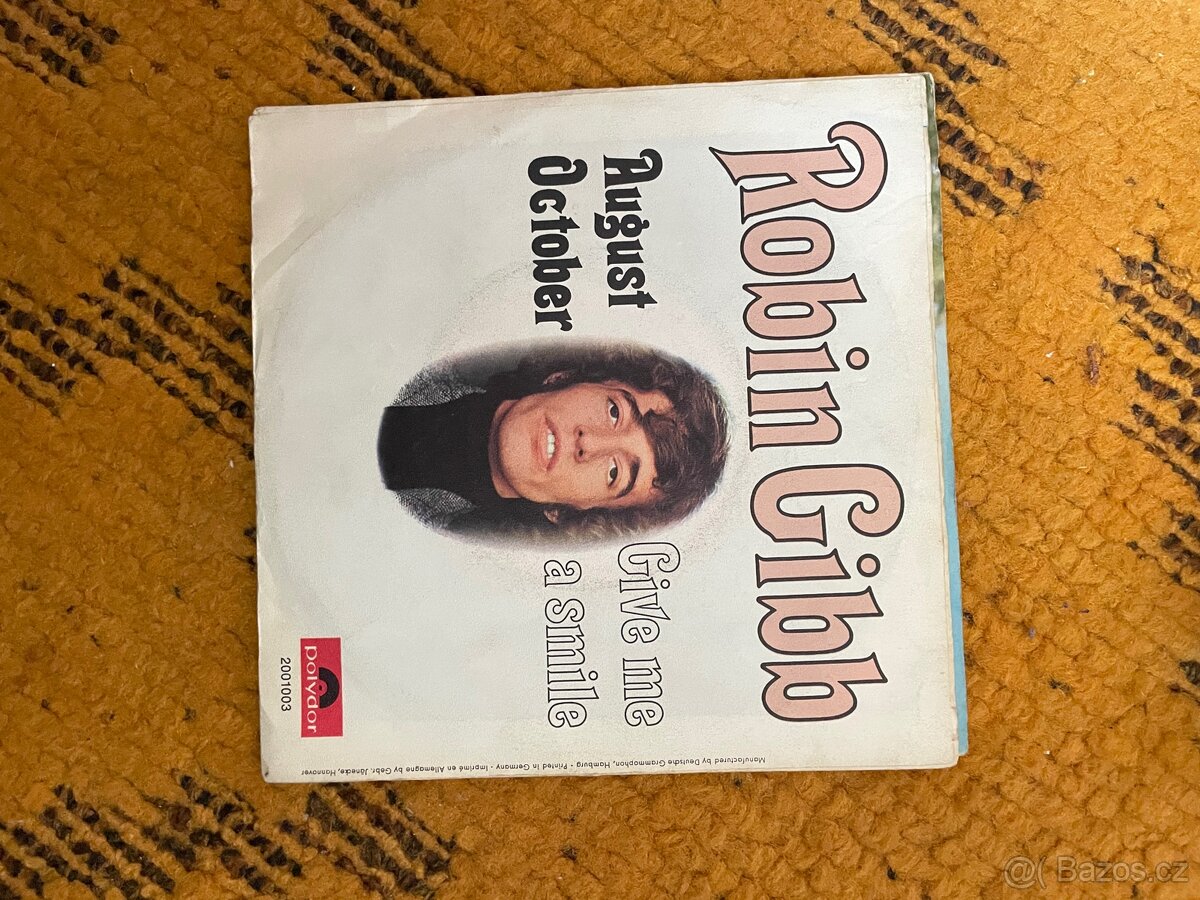 Robin Gibb
August
October
Give me
a smile
polydor
2001003
Manufactured by Deutsche Grammophon, Hamburg · Printed in Germany · Imprimé en Allemagne by Gebr. Jänecke, Hannover
@( Bazos.cz